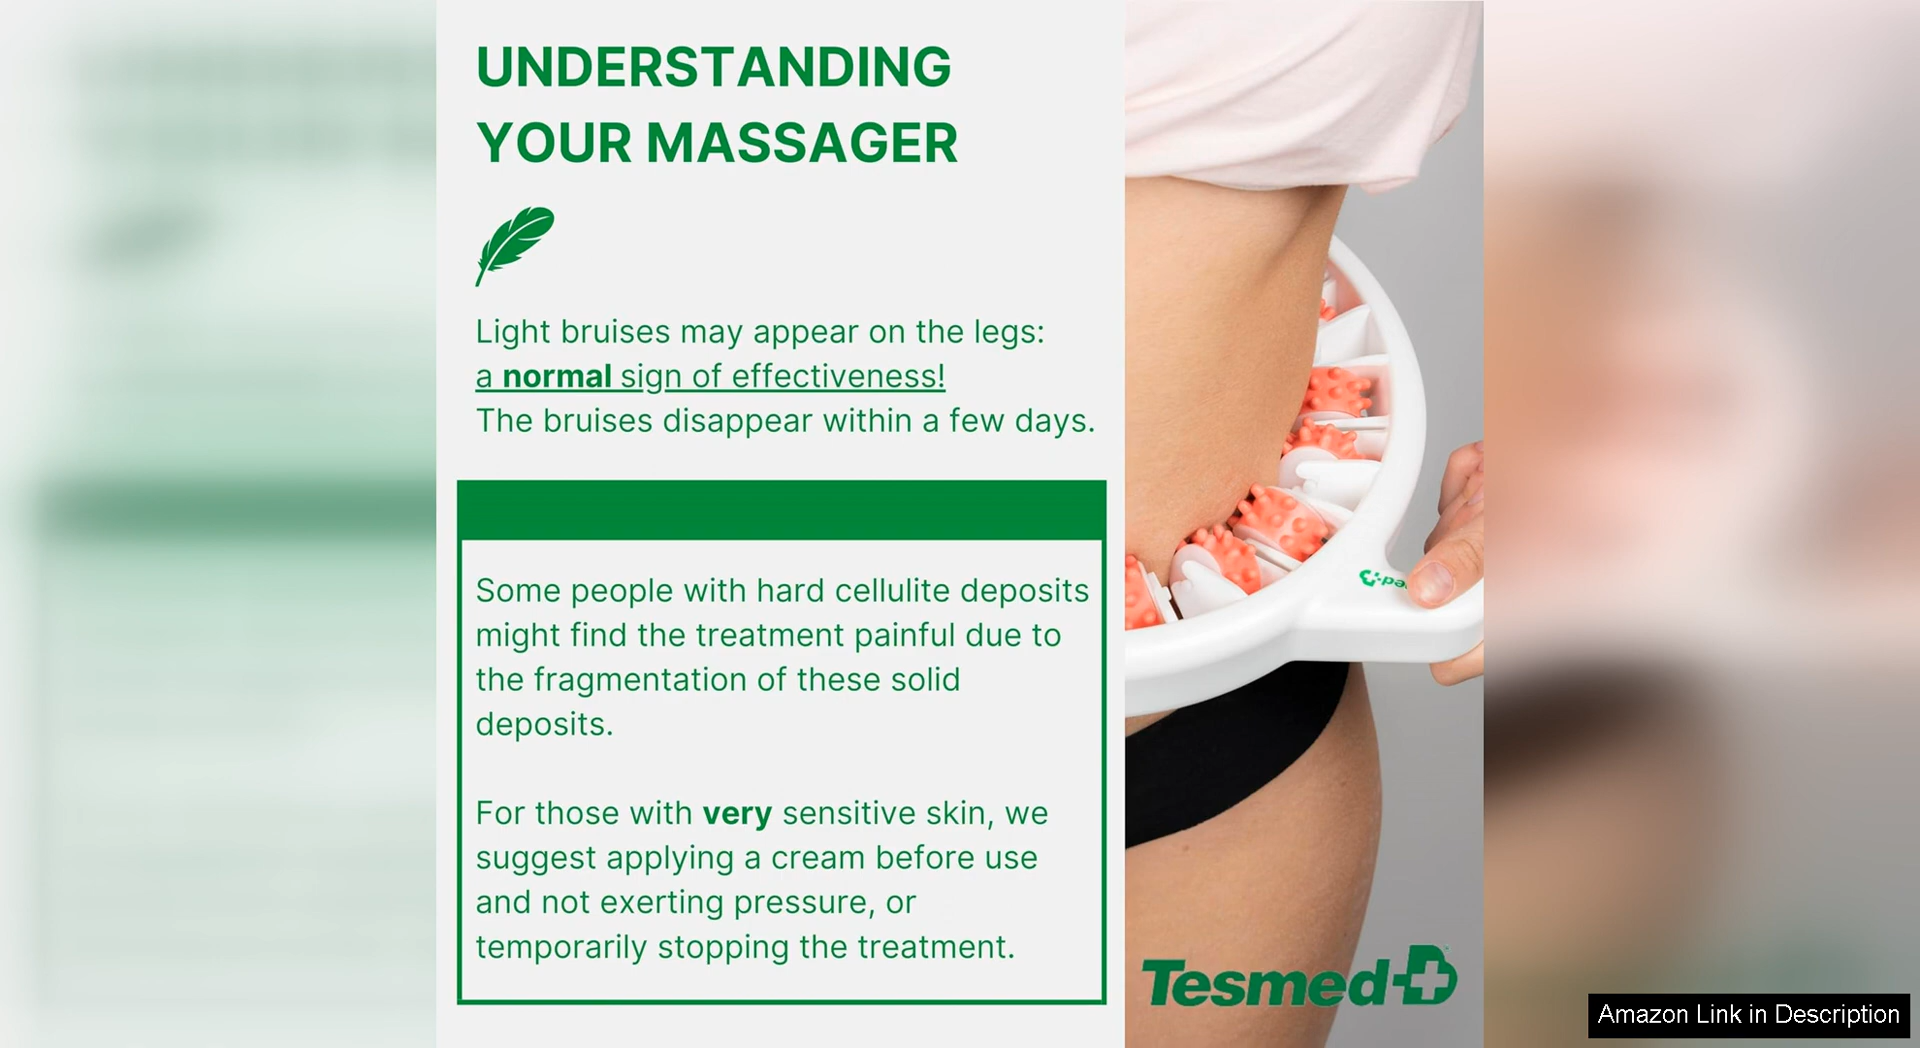 UNDERSTANDING
YOUR MASSAGER
Light bruises may appear on the legs:
a normal sign of effectiveness!
The bruises disappear within a few days.
Some people with hard cellulite deposits
might find the treatment painful due to
the fragmentation of these solid
deposits.
For those with very sensitive skin, we
suggest applying a cream before use
and not exerting pressure, or
temporarily stopping the treatment.
Tesmed
Amazon Link in Description